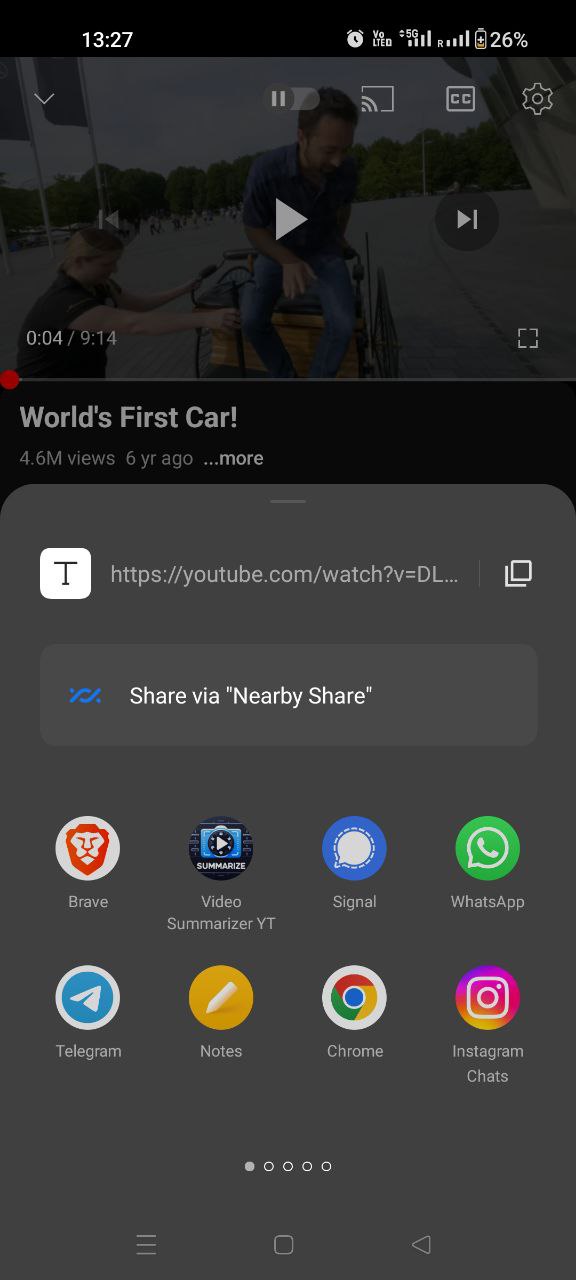 13:27
Vo
LTED
5G
R
26%
CC
0:04 / 9:14
World's First Car!
4.6M views 6 yr ago ...more
T
https://youtube.com/watch?v=DL...
Share via "Nearby Share"
SUMMARIZE
Brave
Video
Summarizer YT
Signal
WhatsApp
Telegram
Notes
Chrome
Instagram
Chats